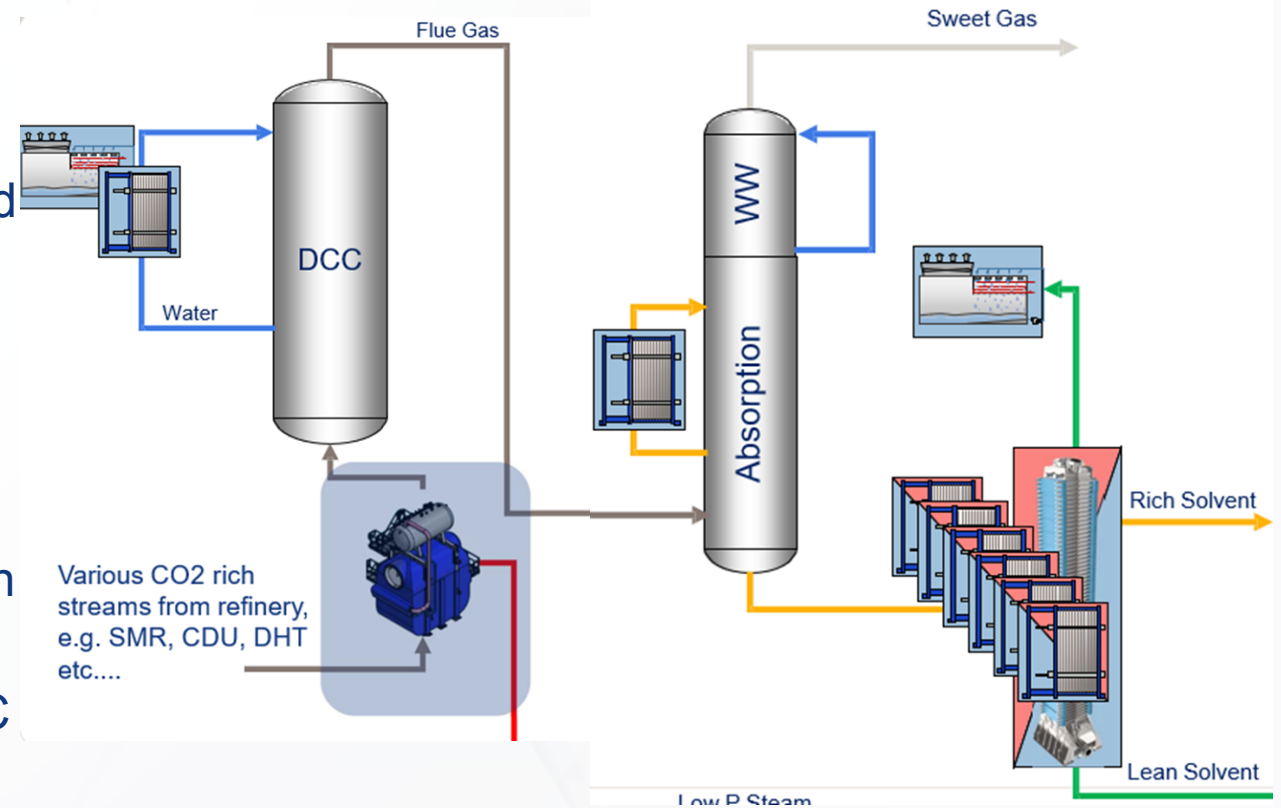 Flue Gas
Sweet Gas
d
DCC
WW
Water
Absorption
Rich Solvent
n
Various CO2 rich
streams from refinery,
e.g. SMR, CDU, DHT
etc....
C
Lean Solvent
Low P Steam